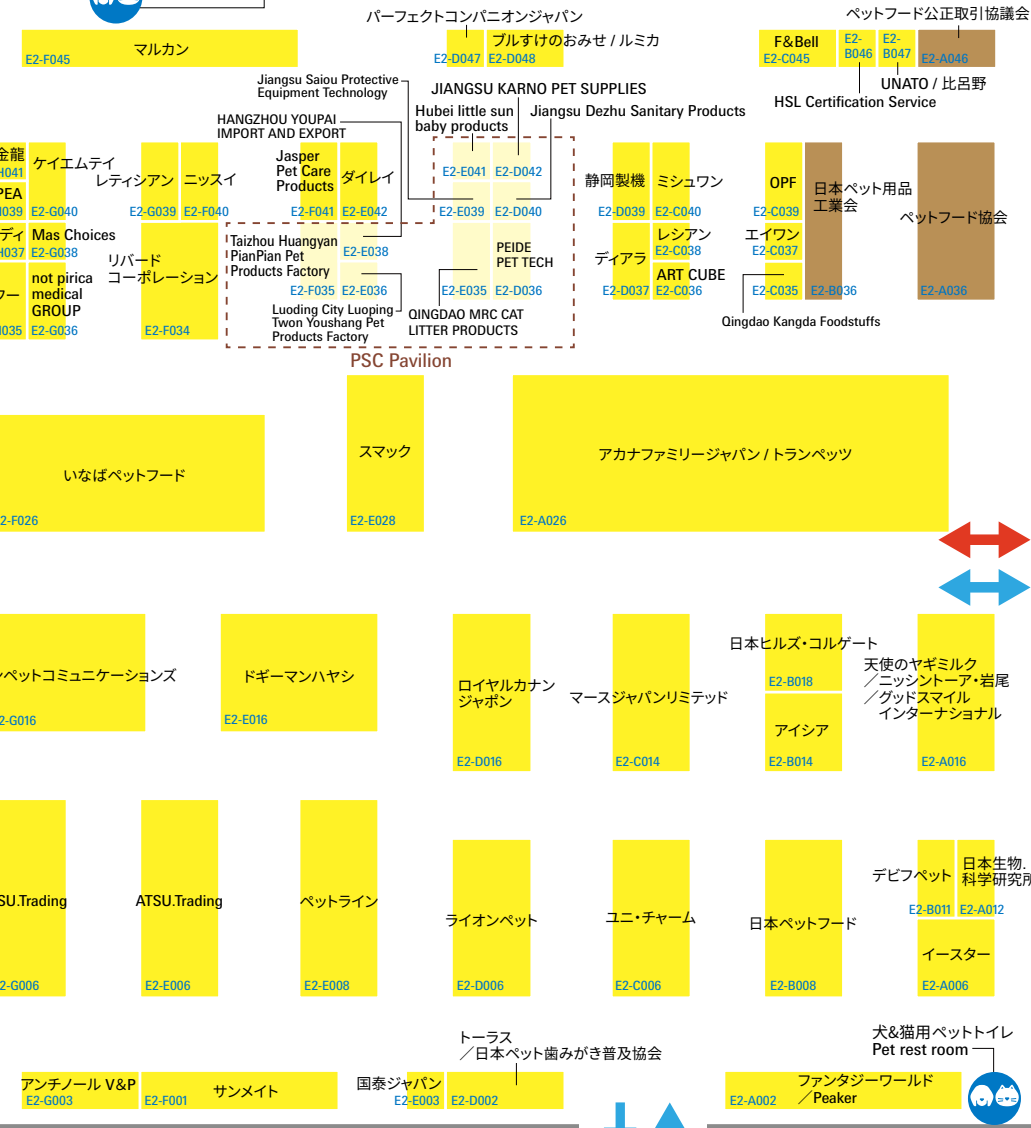 パーフェクトコンパニオンジャパン
ペットフード公正取引協議会
マルカン
E2-F045
E2-D047
ブルすけのおみせ / ルミカ
E2-D048
F&Bell
E2-C045
E2-
B046
E2-
B047
E2-A046
UNATO / 比呂野
HSL Certification Service
Jiangsu Saiou Protective
Equipment Technology
JIANGSU KARNO PET SUPPLIES
Hubei little sun
baby products
Jiangsu Dezhu Sanitary Products
HANGZHOU YOUPAI
IMPORT AND EXPORT
金龍
H041
ケイエムテイ
E2-G040
PEA
レティシアン
E2-G039
ニッスイ
E2-F040
Jasper
Pet Care
Products
E2-F041
ダイレイ
E2-E042
E2-E041
E2-D042
E2-E039
E2-D040
静岡製機
E2-D039
ミシュワン
E2-C040
OPF
E2-C039
日本ペット用品
工業会
E2-B036
ペットフード協会
E2-A036
Mas Choices
E2-G038
H037
not pirica
medical
GROUP
E2-G036
リバード
コーポレーション
E2-F034
Taizhou Huangyan
PianPian Pet
Products Factory
E2-F035
E2-E038
E2-E036
PEIDE
PET TECH
E2-E035
E2-D036
ディアラ
E2-D037
レシアン
E2-C038
ART CUBE
E2-C036
エイワン
E2-C037
E2-C035
Luoding City Luoping
Twon Youshang Pet
Products Factory
QINGDAO MRC CAT
LITTER PRODUCTS
Qingdao Kangda Foodstuffs
PSC Pavilion
いなばペットフード
2-F026
スマック
E2-E028
アカナファミリージャパン / トランペッツ
E2-A026
ペットコミュニケーションズ
2-G016
ドギーマンハヤシ
E2-E016
ロイヤルカナン
ジャポン
E2-D016
マースジャパンリミテッド
E2-C014
日本ヒルズ・コルゲート
E2-B018
アイシア
E2-B014
天使のヤギミルク
／ニッシントーア・岩尾
／グッドスマイル
インターナショナル
E2-A016
SU.Trading
2-G006
ATSU.Trading
E2-E006
ペットライン
E2-E008
ライオンペット
E2-D006
ユニ・チャーム
E2-C006
日本ペットフード
E2-B008
デビフペット
E2-B011
日本生物.
科学研究所
E2-A012
イースター
E2-A006
トーラス
／日本ペット歯みがき普及協会
犬&猫用ペットトイレ
Pet rest room
アンチノール V&P
E2-G003
サンメイト
E2-F001
国泰ジャパン
E2-E003
E2-D002
ファンタジーワールド
／Peaker
E2-A002